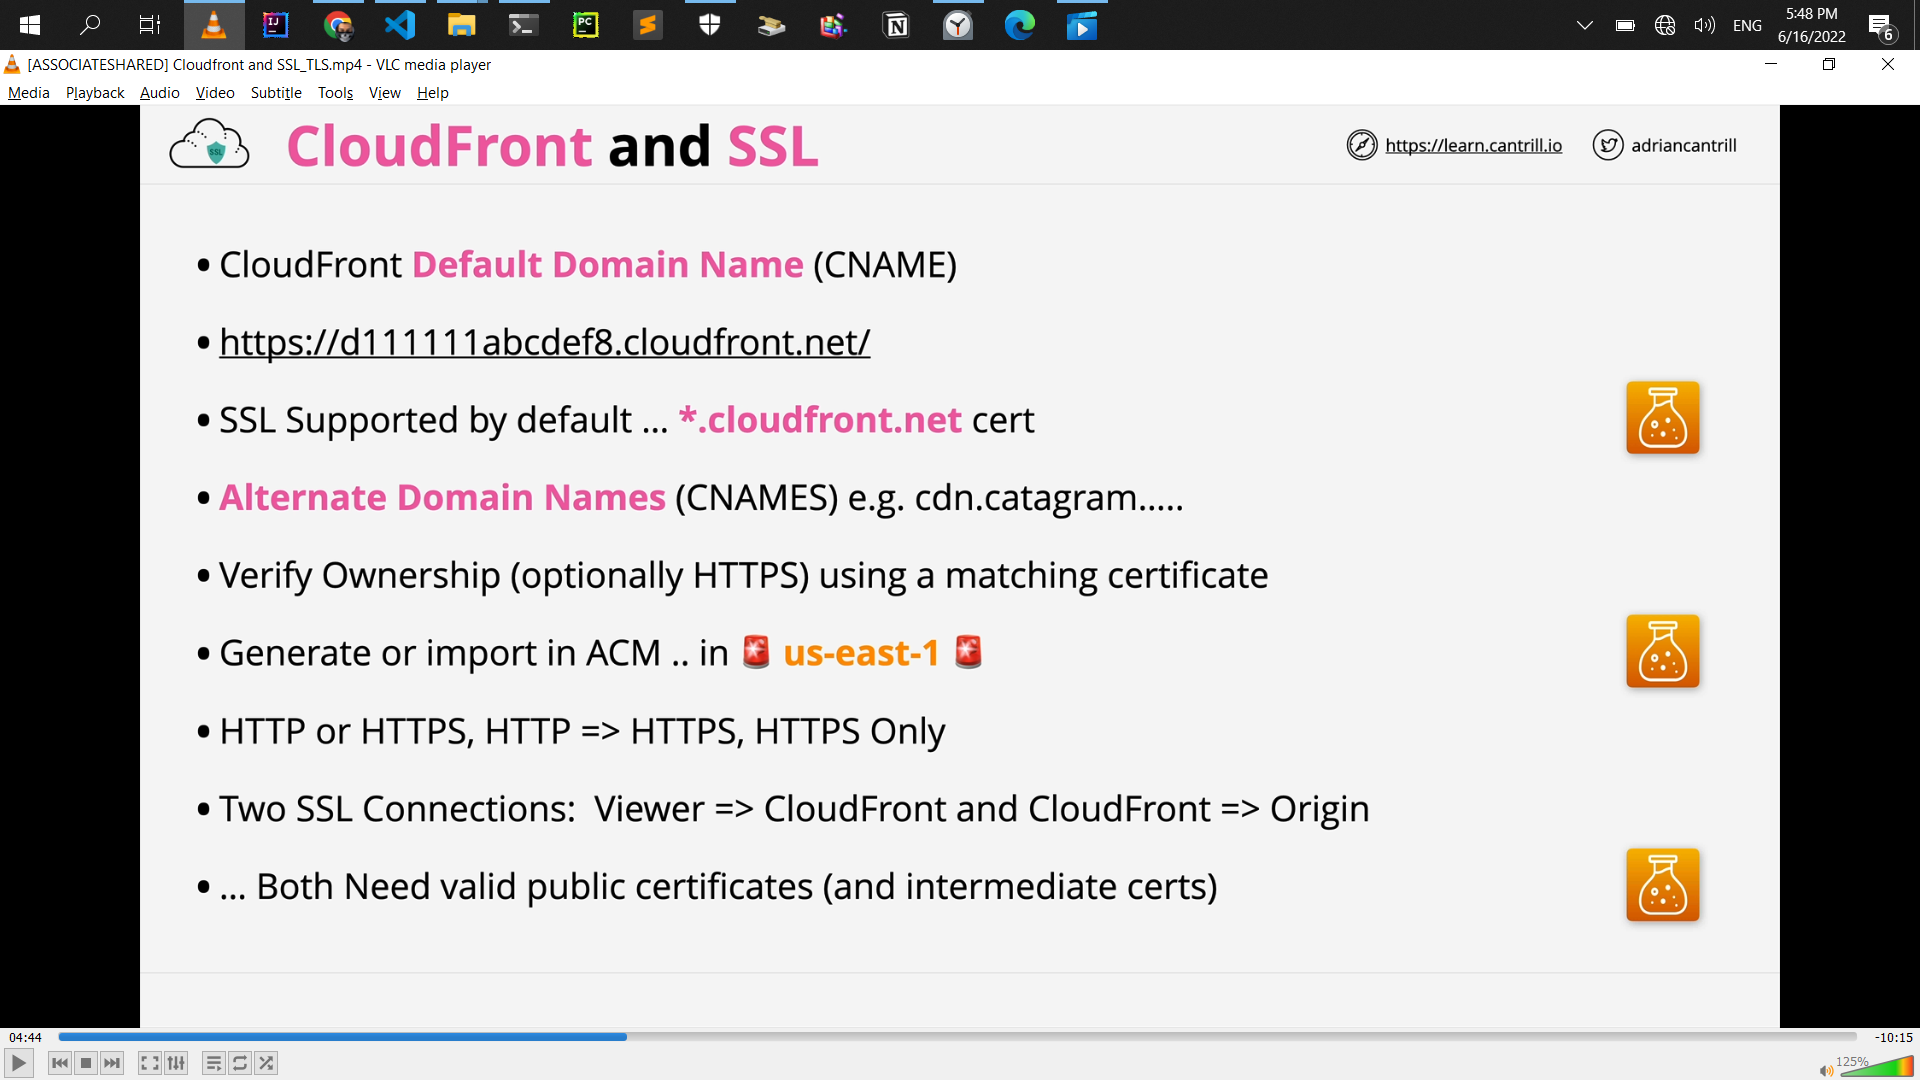 ENG
5:48 PM
6/16/2022
6
[ASSOCIATESHARED] Cloudfront and SSL_TLS.mp4 - VLC media player
Media Playback Audio Video Subtitle Tools View Help
SSL
CloudFront and SSL
https://learn.cantrill.io
adriancantrill
• CloudFront Default Domain Name (CNAME)
• https://d111111abcdef8.cloudfront.net/
• SSL Supported by default ... *.cloudfront.net cert
• Alternate Domain Names (CNAMES) e.g. cdn.catagram.....
• Verify Ownership (optionally HTTPS) using a matching certificate
• Generate or import in ACM .. in 🚨 us-east-1 🚨
• HTTP or HTTPS, HTTP => HTTPS, HTTPS Only
• Two SSL Connections: Viewer => CloudFront and CloudFront => Origin
• ... Both Need valid public certificates (and intermediate certs)
04:44
-10:15
125%